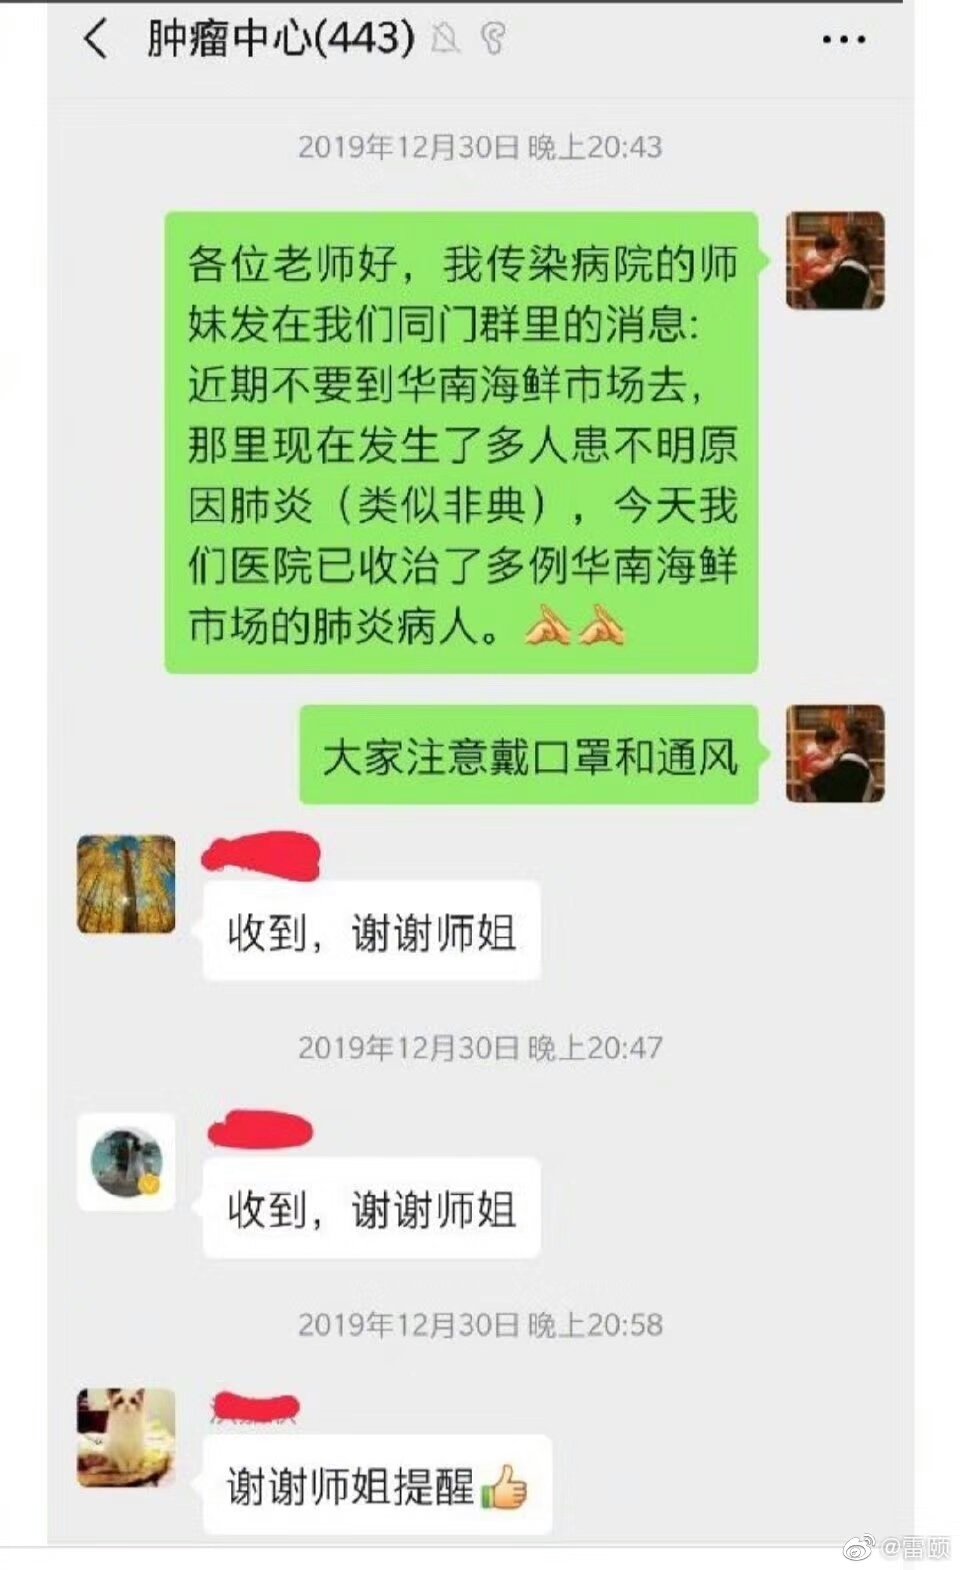 肿瘤中心(443)
2019年12月30日 晚上20:43
各位老师好，我传染病院的师
妹发在我们同门群里的消息:
近期不要到华南海鲜市场去，
那里现在发生了多人患不明原
因肺炎（类似非典），今天我
们医院已收治了多例华南海鲜
市场的肺炎病人。
大家注意戴口罩和通风
收到，谢谢师姐
2019年12月30日 晚上20:47
收到，谢谢师姐
2019年12月30日 晚上20:58
谢谢师姐提醒
@雷颐